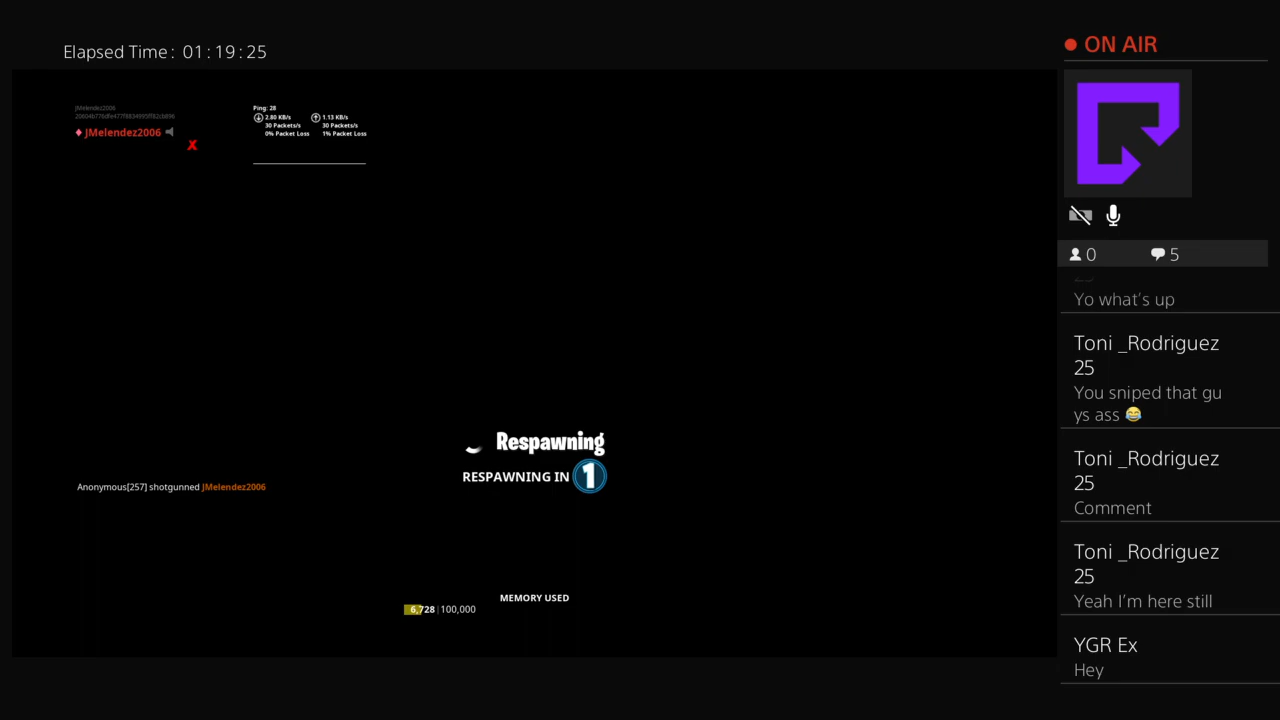 Elapsed Time: 01:19:25
ON AIR
JMelendez2006
JMelendez2006
X
Ping: 28
2.80 KB/s
1.13 KB/s
30 Packets/s
30 Packets/s
0% Packet Loss
1% Packet Loss
0
5
Yo what's up
Toni _Rodriguez
25
You sniped that gu
ys ass 😂
Toni _Rodriguez
25
Comment
Toni _Rodriguez
25
Yeah I'm here still
YGR Ex
Hey
Respawning
RESPAWNING IN 1
Anonymous[257] shotgunned JMelendez2006
MEMORY USED
6,728 | 100,000